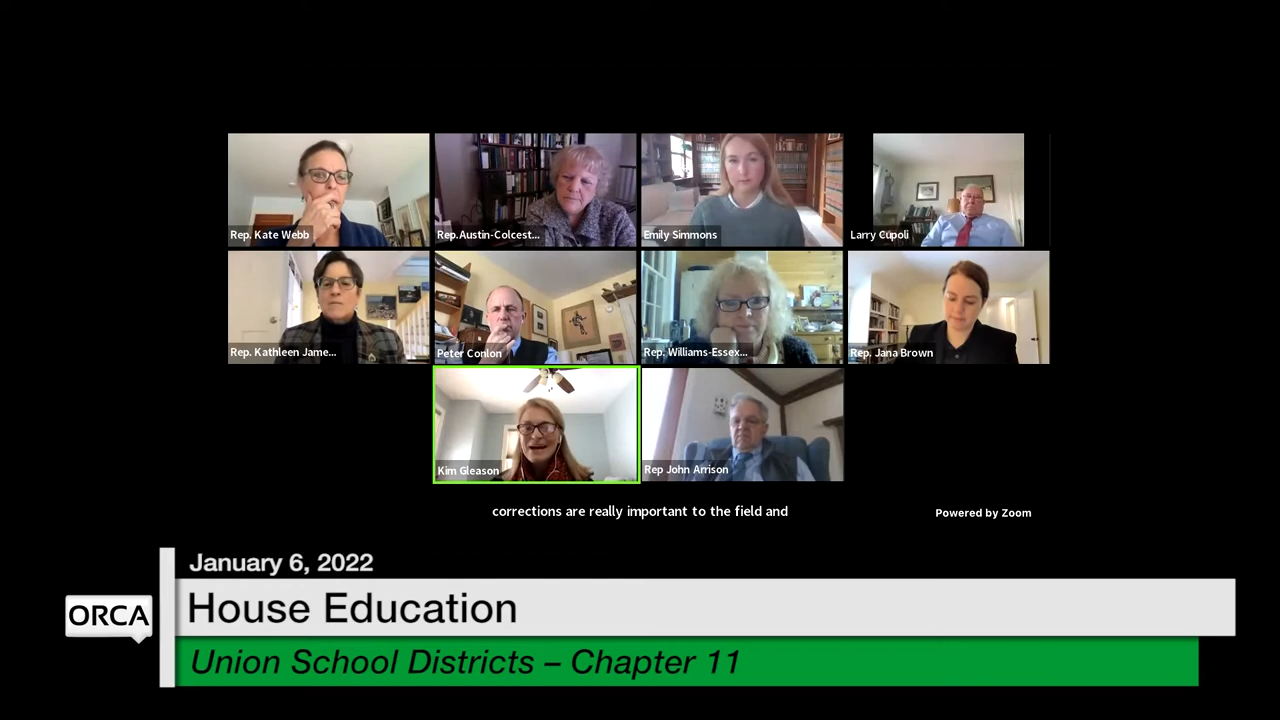 Rep. Kate Webb
Rep. Austin-Colcest...
Emily Simmons
Larry Cupoli
Rep. Kathleen Jame...
Peter Conlon
Rep. Williams-Essex...
Rep. Jana Brown
Kim Gleason
Rep John Arrison
corrections are really important to the field and
Powered by Zoom
January 6, 2022
ORCA
House Education
Union School Districts – Chapter 11